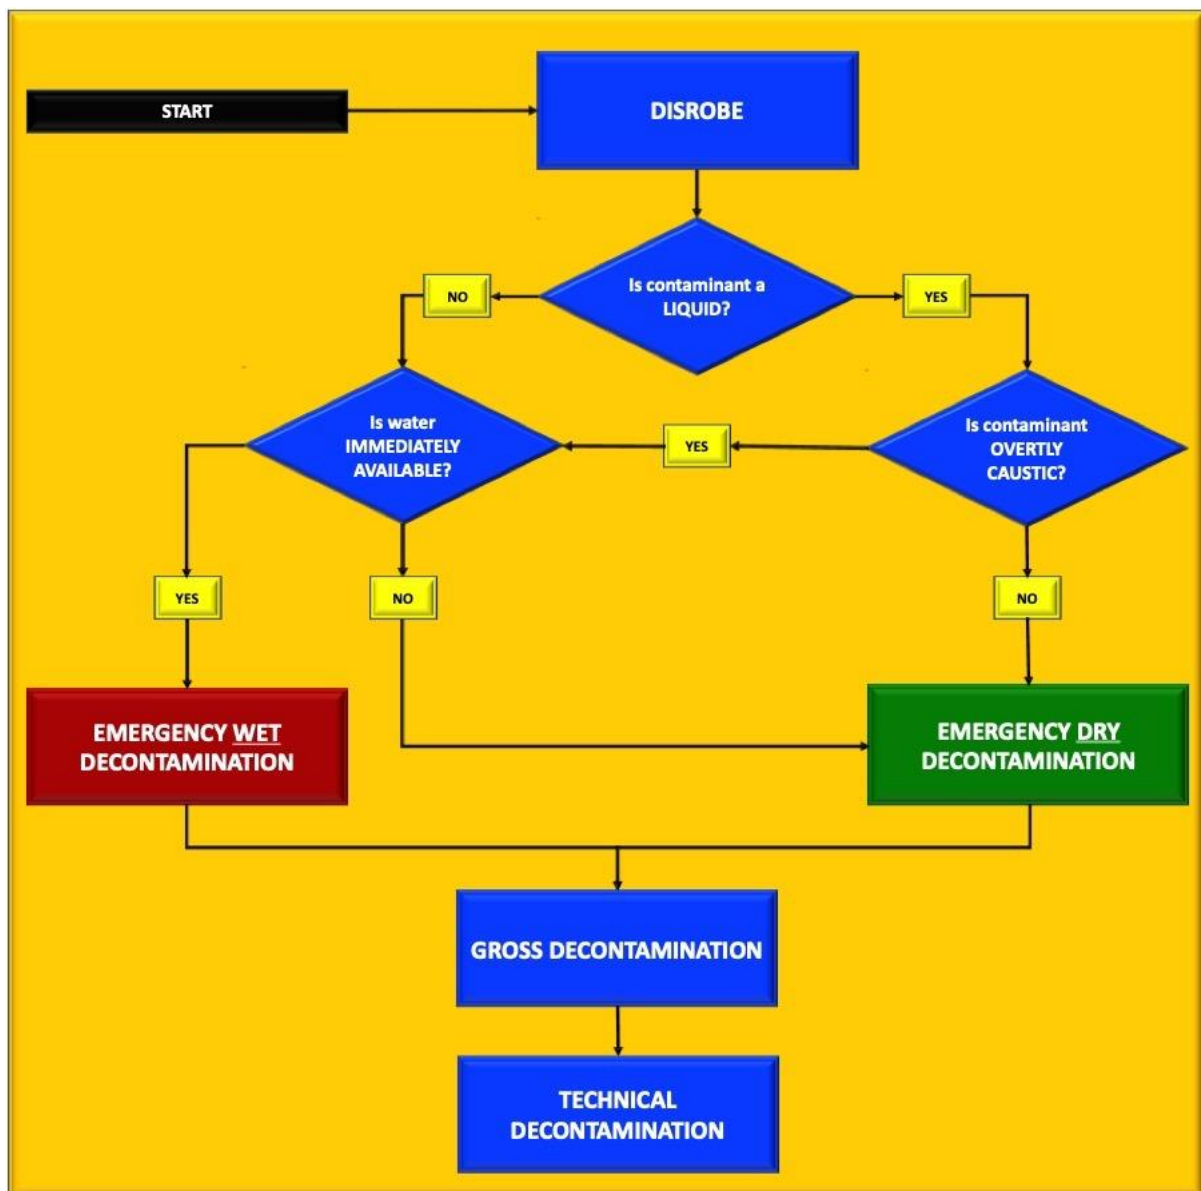 START
DISROBE
Is contaminant a
LIQUID?
NO
YES
Is water
IMMEDIATELY
AVAILABLE?
YES
Is contaminant
OVERTLY
CAUSTIC?
YES
NO
NO
EMERGENCY WET
DECONTAMINATION
EMERGENCY DRY
DECONTAMINATION
GROSS DECONTAMINATION
TECHNICAL
DECONTAMINATION